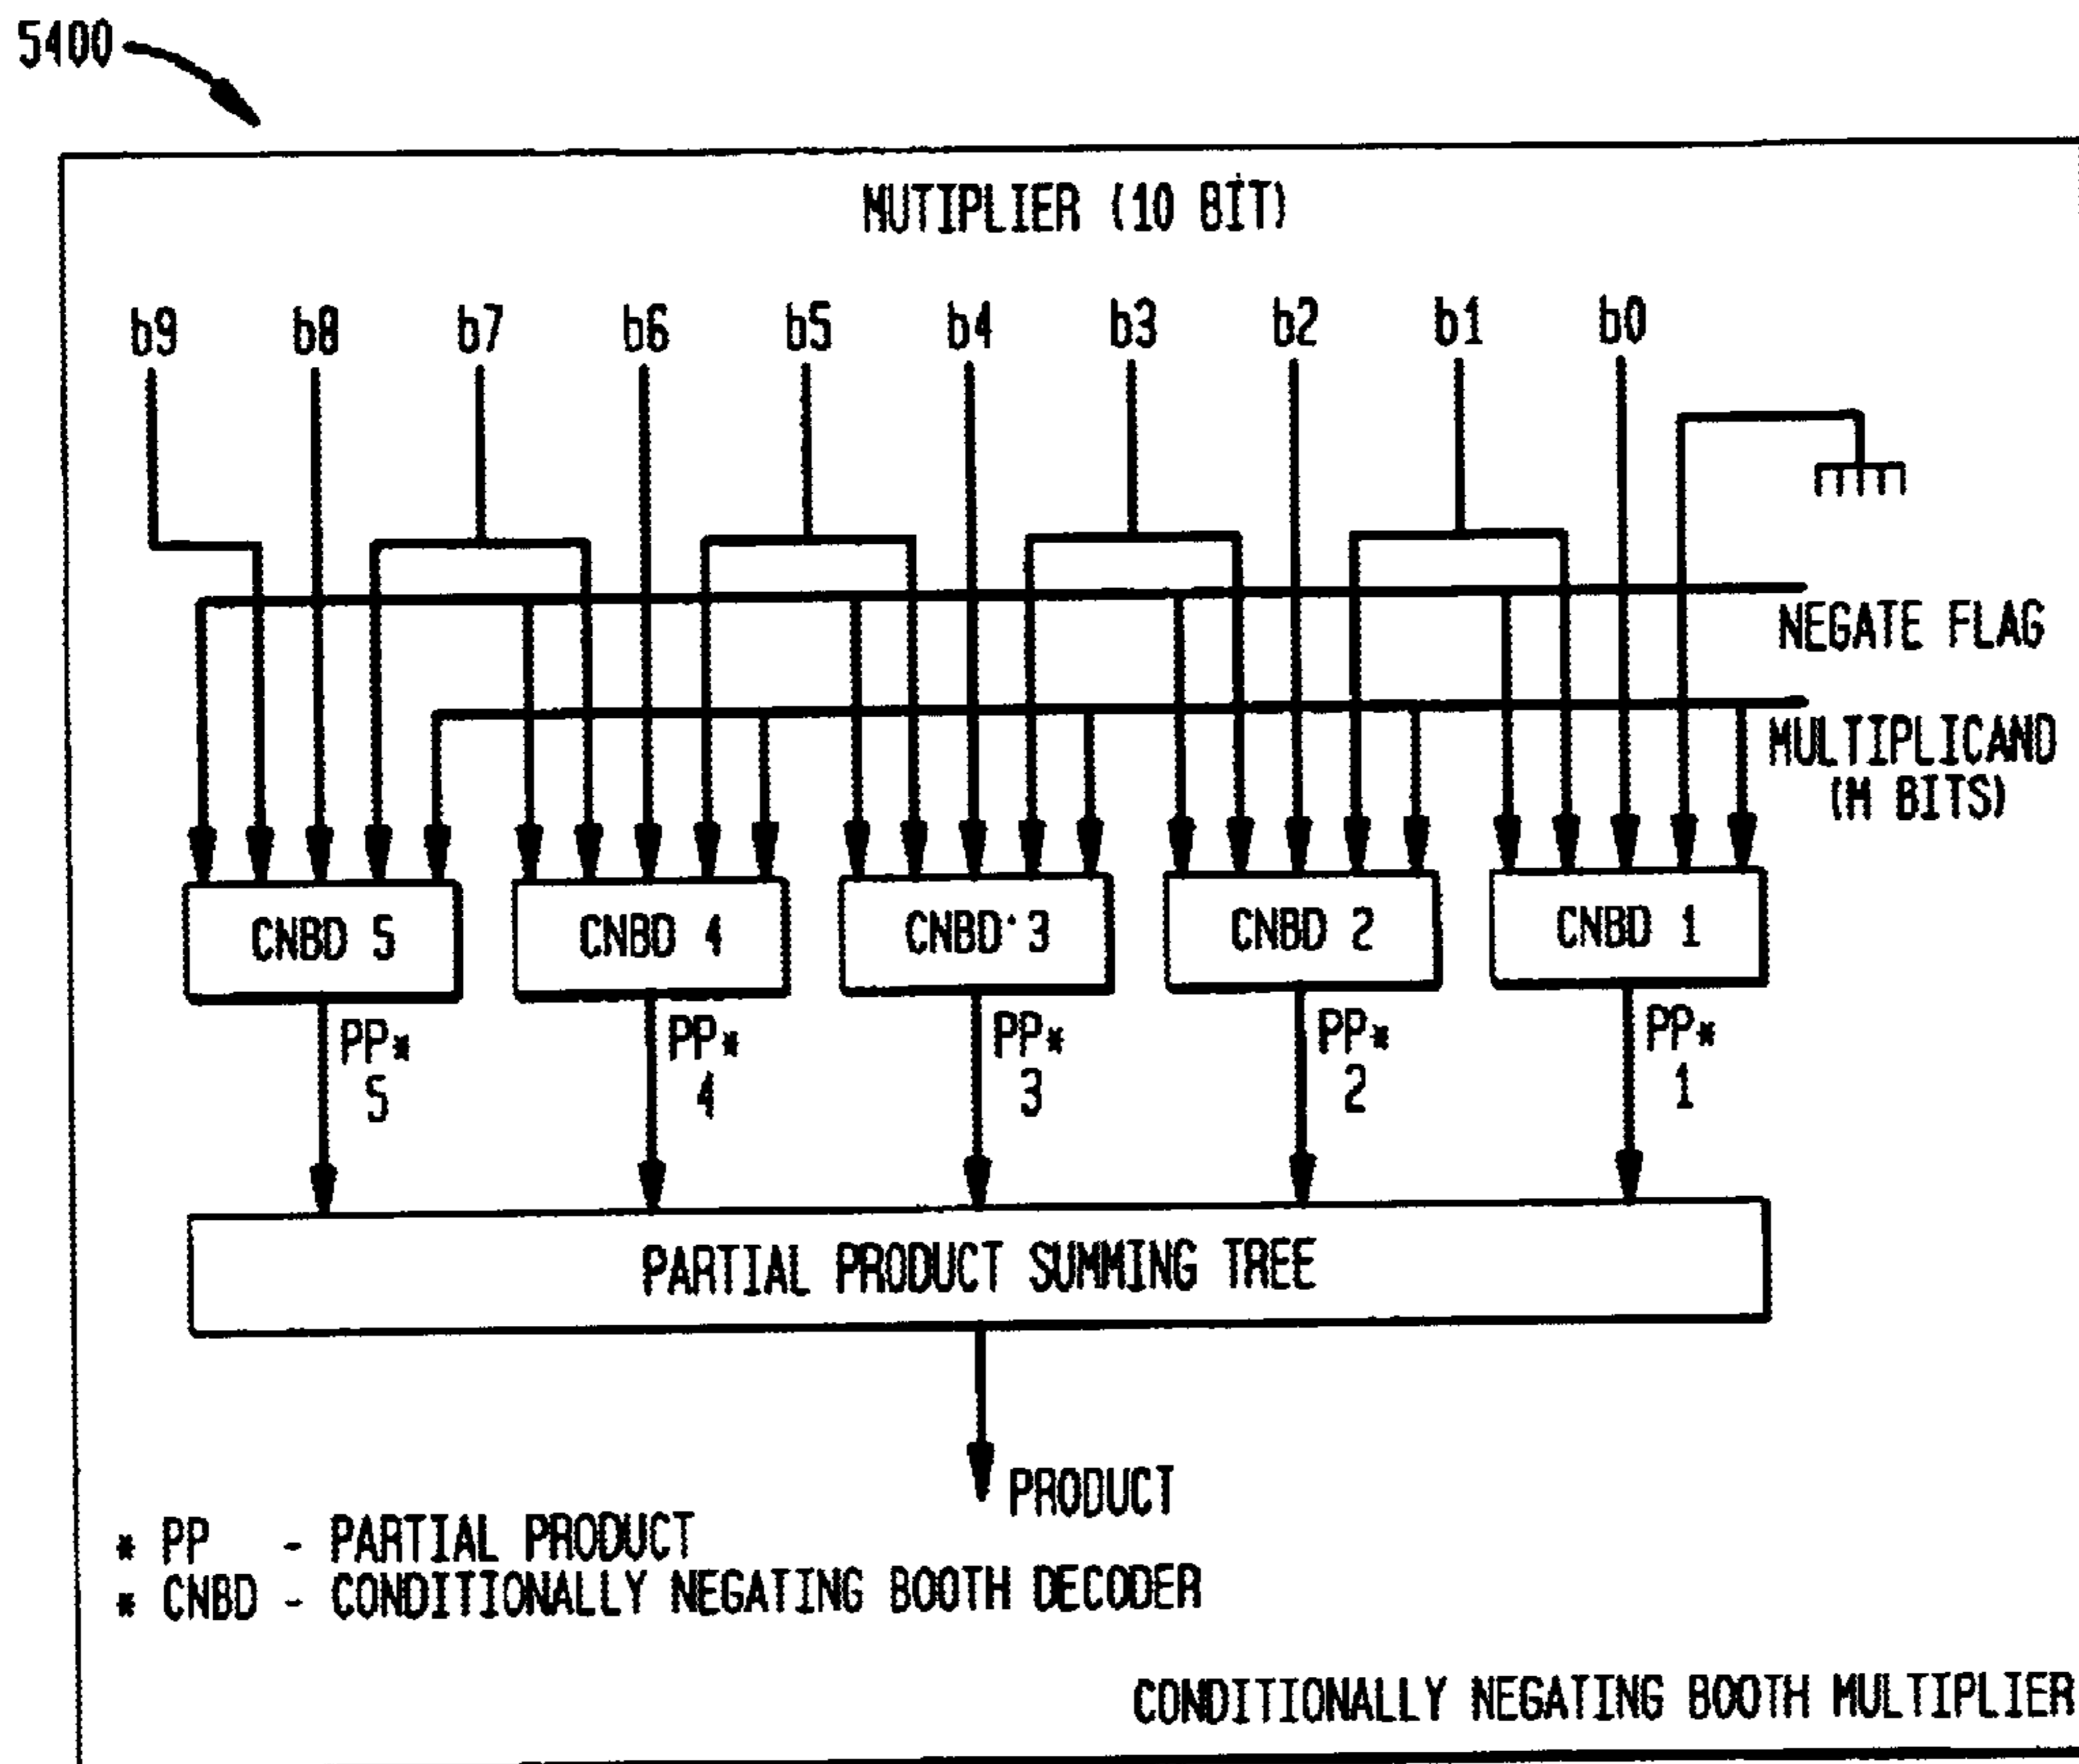 5400
MUTIPLIER (10 BIT)
b9 b8 b7 b6 b5 b4 b3 b2 b1 b0
NEGATE FLAG
MULTIPLICAND
(M BITS)
CNBD 5 CNBD 4 CNBD 3 CNBD 2 CNBD 1
PP* PP* PP* PP* PP*
5 4 3 2 1
PARTIAL PRODUCT SUMMING TREE
PRODUCT
* PP - PARTIAL PRODUCT
* CNBD - CONDITIONALLY NEGATING BOOTH DECODER
CONDITIONALLY NEGATING BOOTH MULTIPLIER